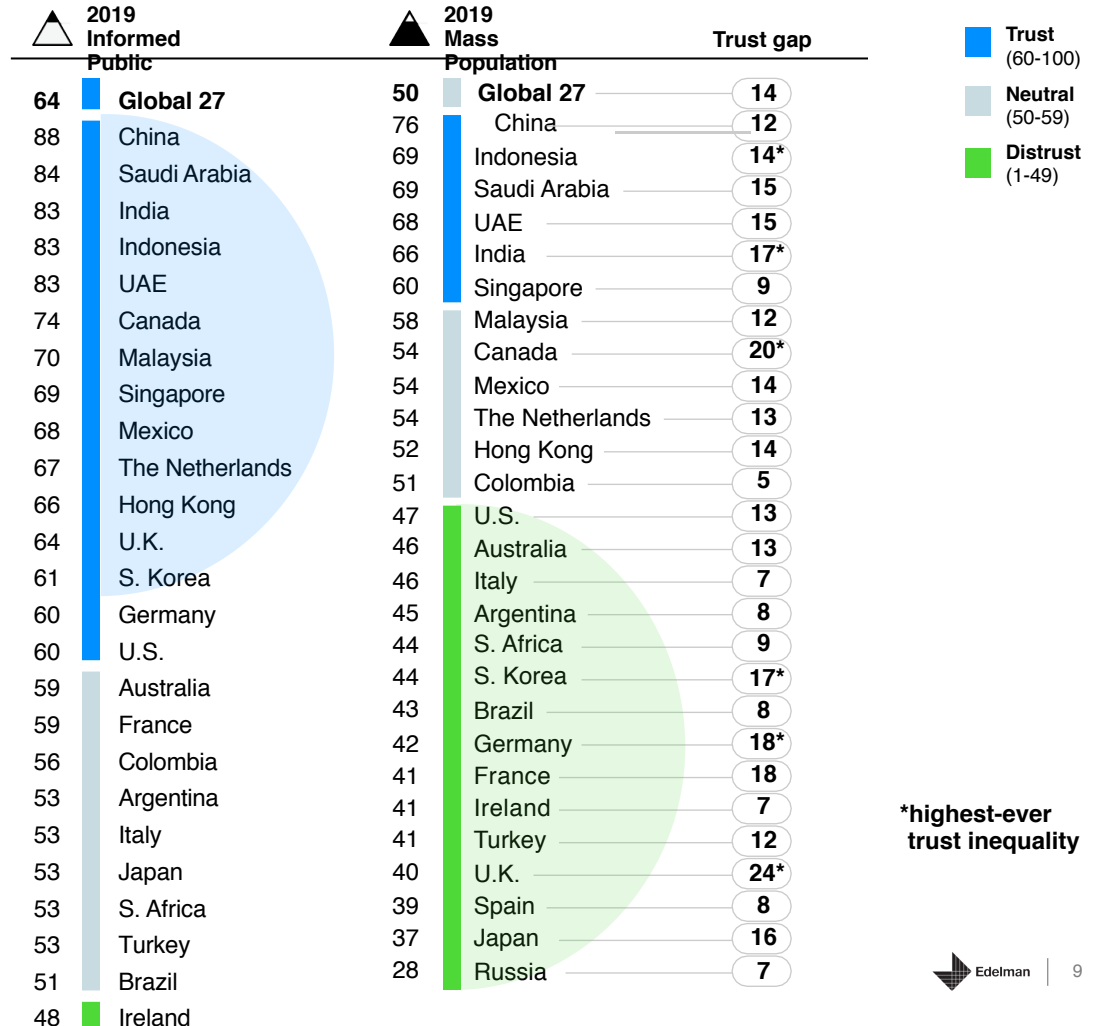 2019
Informed
Public
64 Global 27
88 China
84 Saudi Arabia
83 India
83 Indonesia
83 UAE
74 Canada
70 Malaysia
69 Singapore
68 Mexico
67 The Netherlands
66 Hong Kong
64 U.K.
61 S. Korea
60 Germany
60 U.S.
59 Australia
59 France
56 Colombia
53 Argentina
53 Italy
53 Japan
53 S. Africa
53 Turkey
51 Brazil
48 Ireland
2019
Mass
Population
Trust gap
50 Global 27 14
76 China 12
69 Indonesia 14*
69 Saudi Arabia 15
68 UAE 15
66 India 17*
60 Singapore 9
58 Malaysia 12
54 Canada 20*
54 Mexico 14
54 The Netherlands 13
52 Hong Kong 14
51 Colombia 5
47 U.S. 13
46 Australia 13
46 Italy 7
45 Argentina 8
44 S. Africa 9
44 S. Korea 17*
43 Brazil 8
42 Germany 18*
41 France 18
41 Ireland 7
41 Turkey 12
40 U.K. 24*
39 Spain 8
37 Japan 16
28 Russia 7
Trust
(60-100)
Neutral
(50-59)
Distrust
(1-49)
*highest-ever
trust inequality
Edelman 9